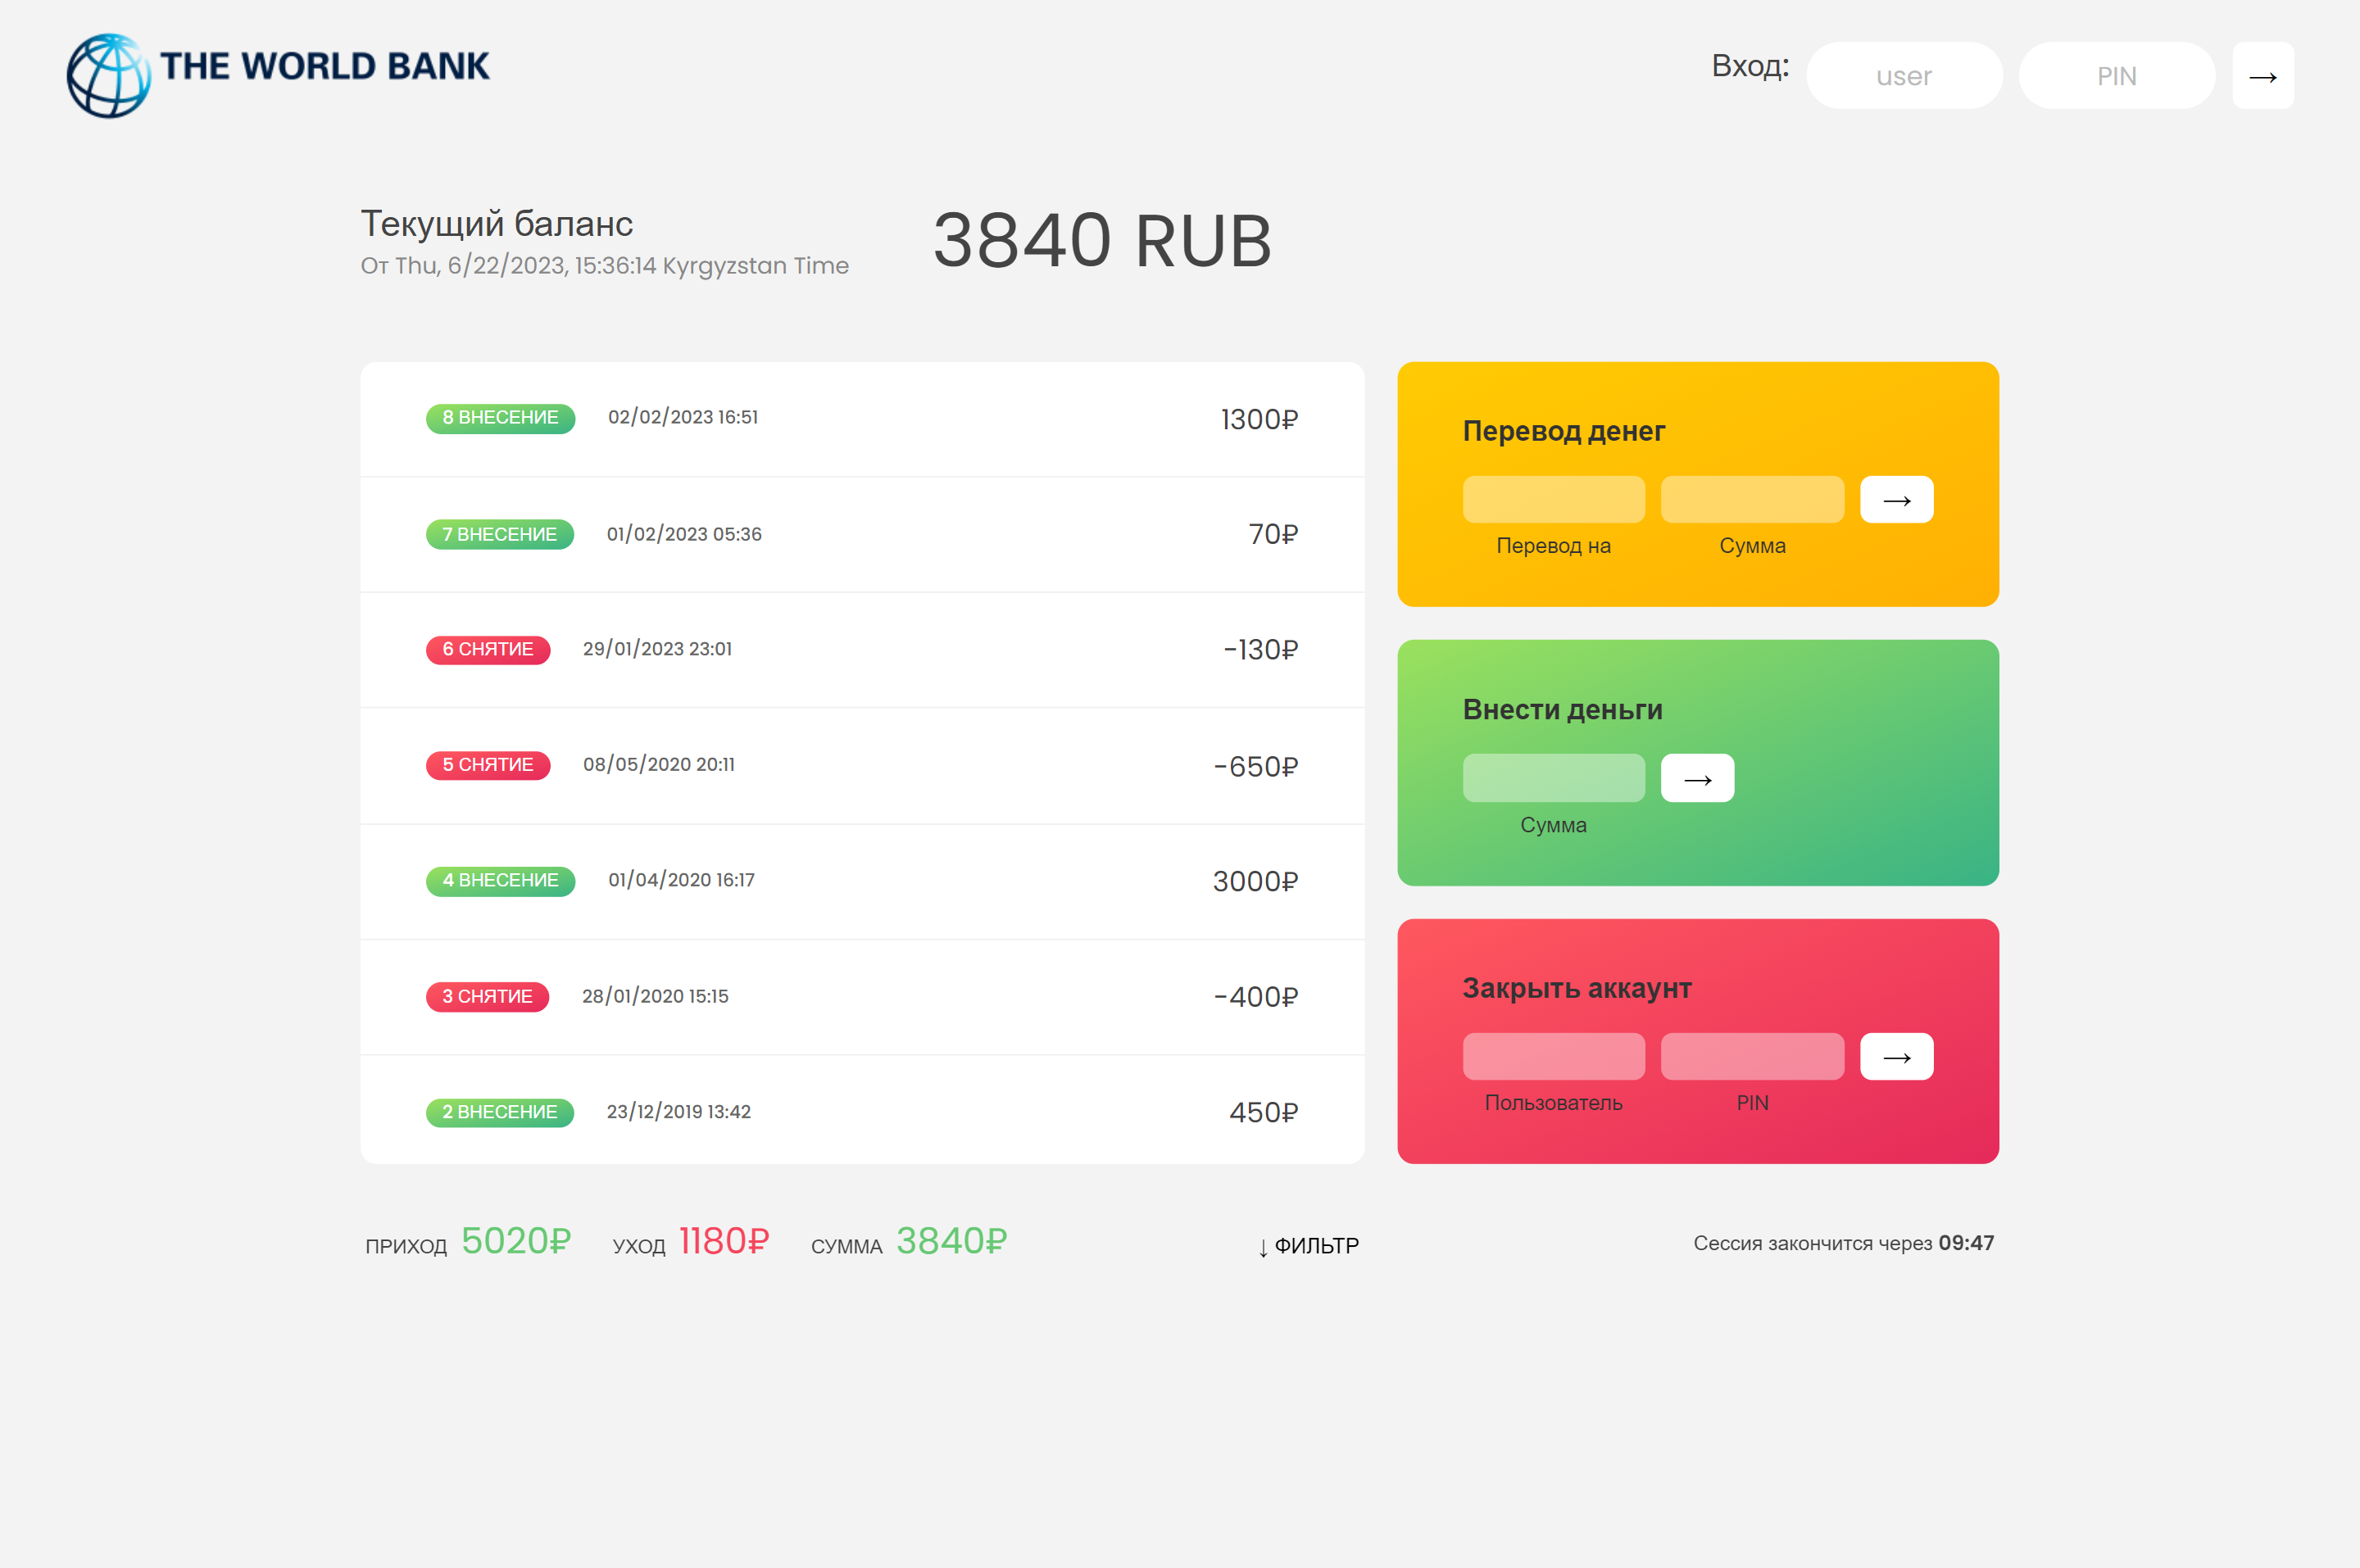 THE WORLD BANK
Вход: user PIN →
Текущий баланс
От Thu, 6/22/2023, 15:36:14 Kyrgyzstan Time
3840 RUB
8 ВНЕСЕНИЕ 02/02/2023 16:51 1300₽
7 ВНЕСЕНИЕ 01/02/2023 05:36 70₽
6 СНЯТИЕ 29/01/2023 23:01 -130₽
5 СНЯТИЕ 08/05/2020 20:11 -650₽
4 ВНЕСЕНИЕ 01/04/2020 16:17 3000₽
3 СНЯТИЕ 28/01/2020 15:15 -400₽
2 ВНЕСЕНИЕ 23/12/2019 13:42 450₽
Перевод денег
→
Перевод на Сумма
Внести деньги
→
Сумма
Закрыть аккаунт
→
Пользователь PIN
ПРИХОД 5020₽ УХОД 1180₽ СУММА 3840₽ ↓ ФИЛЬТР
Сессия закончится через 09:47